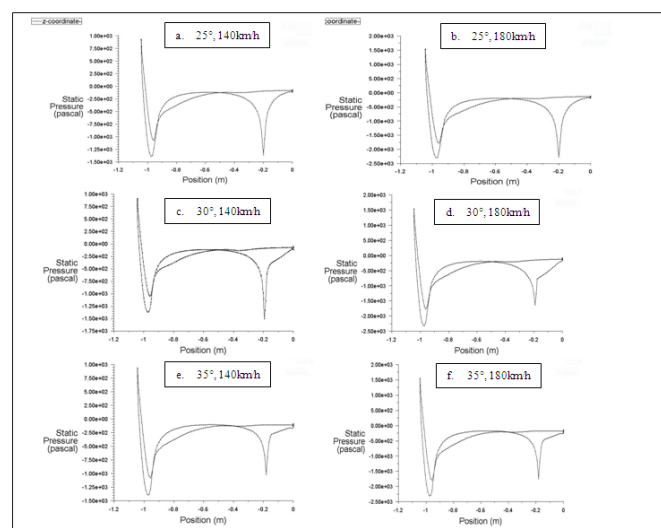 z-coordinate
z-coordinate
a. 25°, 140km/h
1.00e+03
7.50e+02
5.00e+02
2.50e+02
0.00e+00
-2.50e+02
-5.00e+02
-7.50e+02
-1.00e+03
-1.25e+03
-1.50e+03
Static
Pressure
(pascal)
-1.2 -1 -0.8 -0.6 -0.4 -0.2 0
Position (m)
b. 25°, 180km/h
2.00e+03
1.50e+03
1.00e+03
5.00e+02
0.00e+00
-5.00e+02
-1.00e+03
-1.50e+03
-2.00e+03
-2.50e+03
Static
Pressure
(pascal)
-1.2 -1 -0.8 -0.6 -0.4 -0.2 0
Position (m)
c. 30°, 140km/h
1.00e+03
7.50e+02
5.00e+02
2.50e+02
0.00e+00
-2.50e+02
-5.00e+02
-7.50e+02
-1.00e+03
-1.25e+03
-1.50e+03
-1.75e+03
Static
Pressure
(pascal)
-1.2 -1 -0.8 -0.6 -0.4 -0.2 0
Position (m)
d. 30°, 180km/h
2.00e+03
1.50e+03
1.00e+03
5.00e+02
0.00e+00
-5.00e+02
-1.00e+03
-1.50e+03
-2.00e+03
-2.50e+03
Static
Pressure
(pascal)
-1.2 -1 -0.8 -0.6 -0.4 -0.2 0
Position (m)
e. 35°, 140km/h
1.00e+03
7.50e+02
5.00e+02
2.50e+02
0.00e+00
-2.50e+02
-5.00e+02
-7.50e+02
-1.00e+03
-1.25e+03
-1.50e+03
Static
Pressure
(pascal)
-1.2 -1 -0.8 -0.6 -0.4 -0.2 0
Position (m)
f. 35°, 180km/h
2.00e+03
1.50e+03
1.00e+03
5.00e+02
0.00e+00
-5.00e+02
-1.00e+03
-1.50e+03
-2.00e+03
-2.50e+03
Static
Pressure
(pascal)
-1.2 -1 -0.8 -0.6 -0.4 -0.2 0
Position (m)